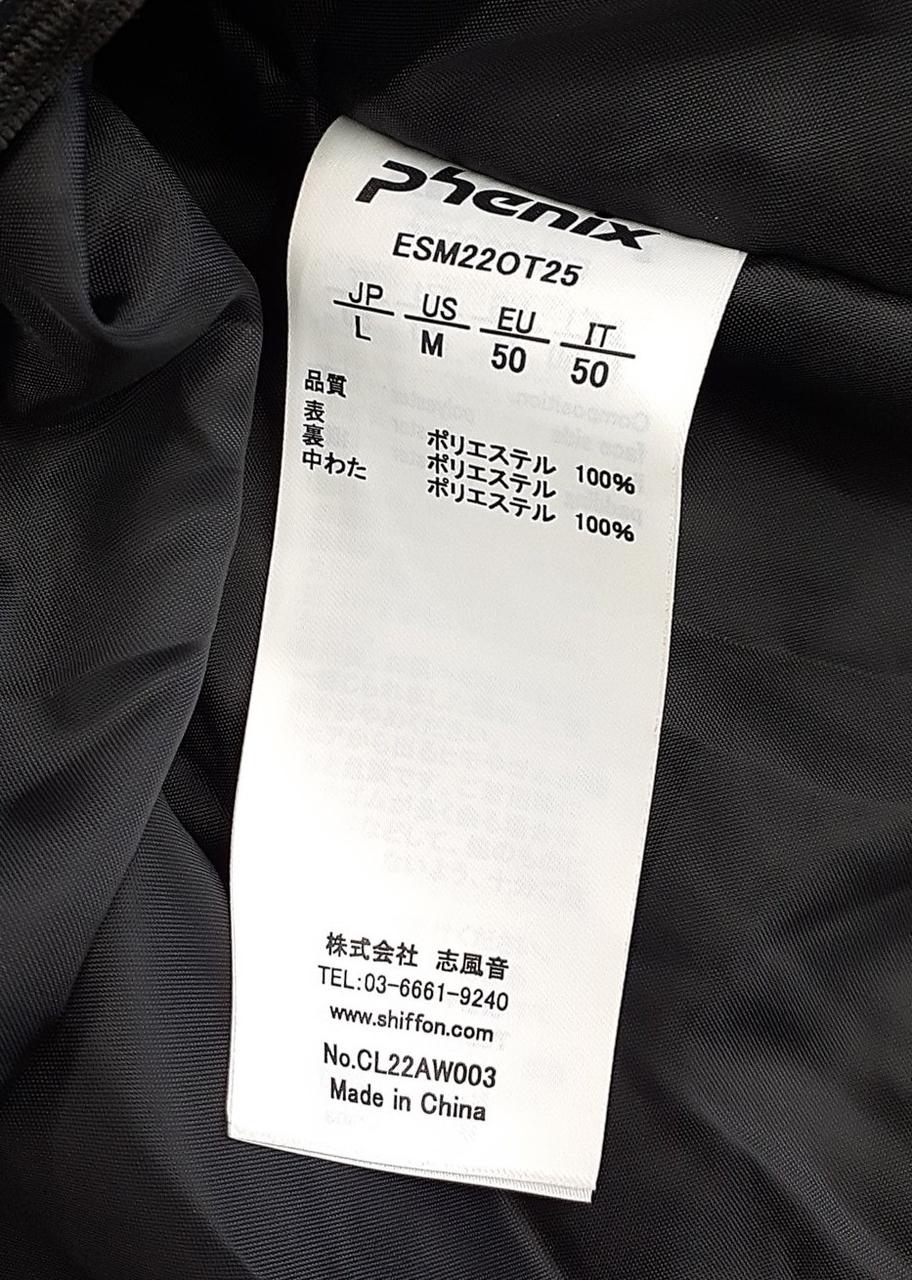 phenix
ESM22OT25
JP US EU IT
L M 50 50
品質
表 ポリエステル 100%
裏 ポリエステル
中わた ポリエステル 100%
株式会社 志風音
TEL:03-6661-9240
www.shiffon.com
No.CL22AW003
Made in China